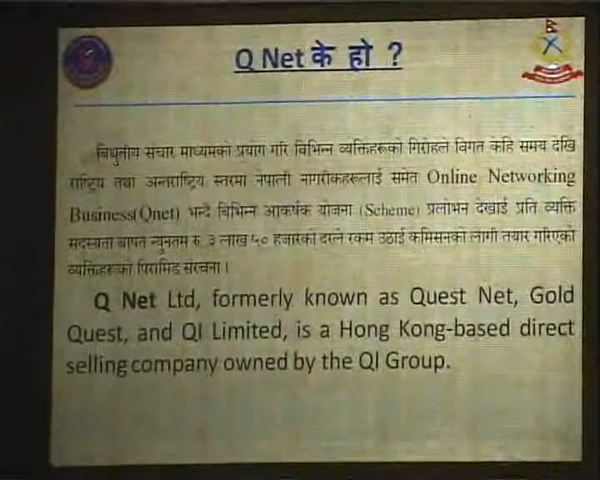 Q Net के हो ?
बिधुतीय संचार माध्यमको प्रयोग गरि विभिन्न व्यक्तिहरूको गिरोहले विगत केहि समय देखि
राष्ट्रिय तथा अन्तराष्ट्रिय स्तरमा नेपाली नागरीकहरूलाई समेत Online Networking
Business(Qnet) भन्दै विभिन्न आकर्षक योजना (Scheme) प्रलोभन देखाई प्रति व्यक्ति
सदस्यता बापत न्युनतम रु. ३ लाख ५० हजारको दरले रकम उठाई कमिसनको लागी तयार गरिएको
व्यक्तिहरूको पिरामिड संरचना ।
Q Net Ltd, formerly known as Quest Net, Gold
Quest, and QI Limited, is a Hong Kong-based direct
selling company owned by the QI Group.